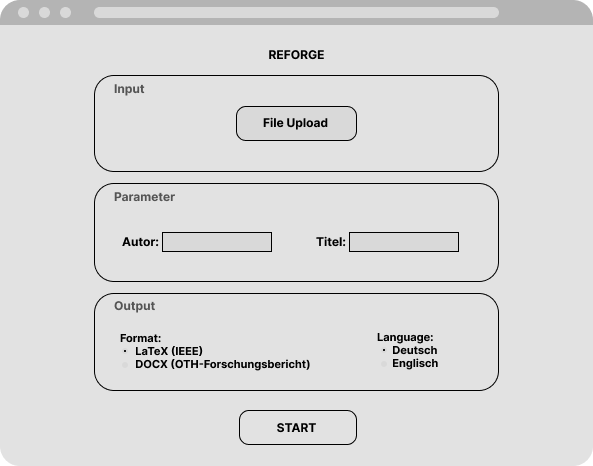 REFORGE
Input
File Upload
Parameter
Autor:
Titel:
Output
Format:
· LaTeX (IEEE)
DOCX (OTH-Forschungsbericht)
Language:
· Deutsch
Englisch
START